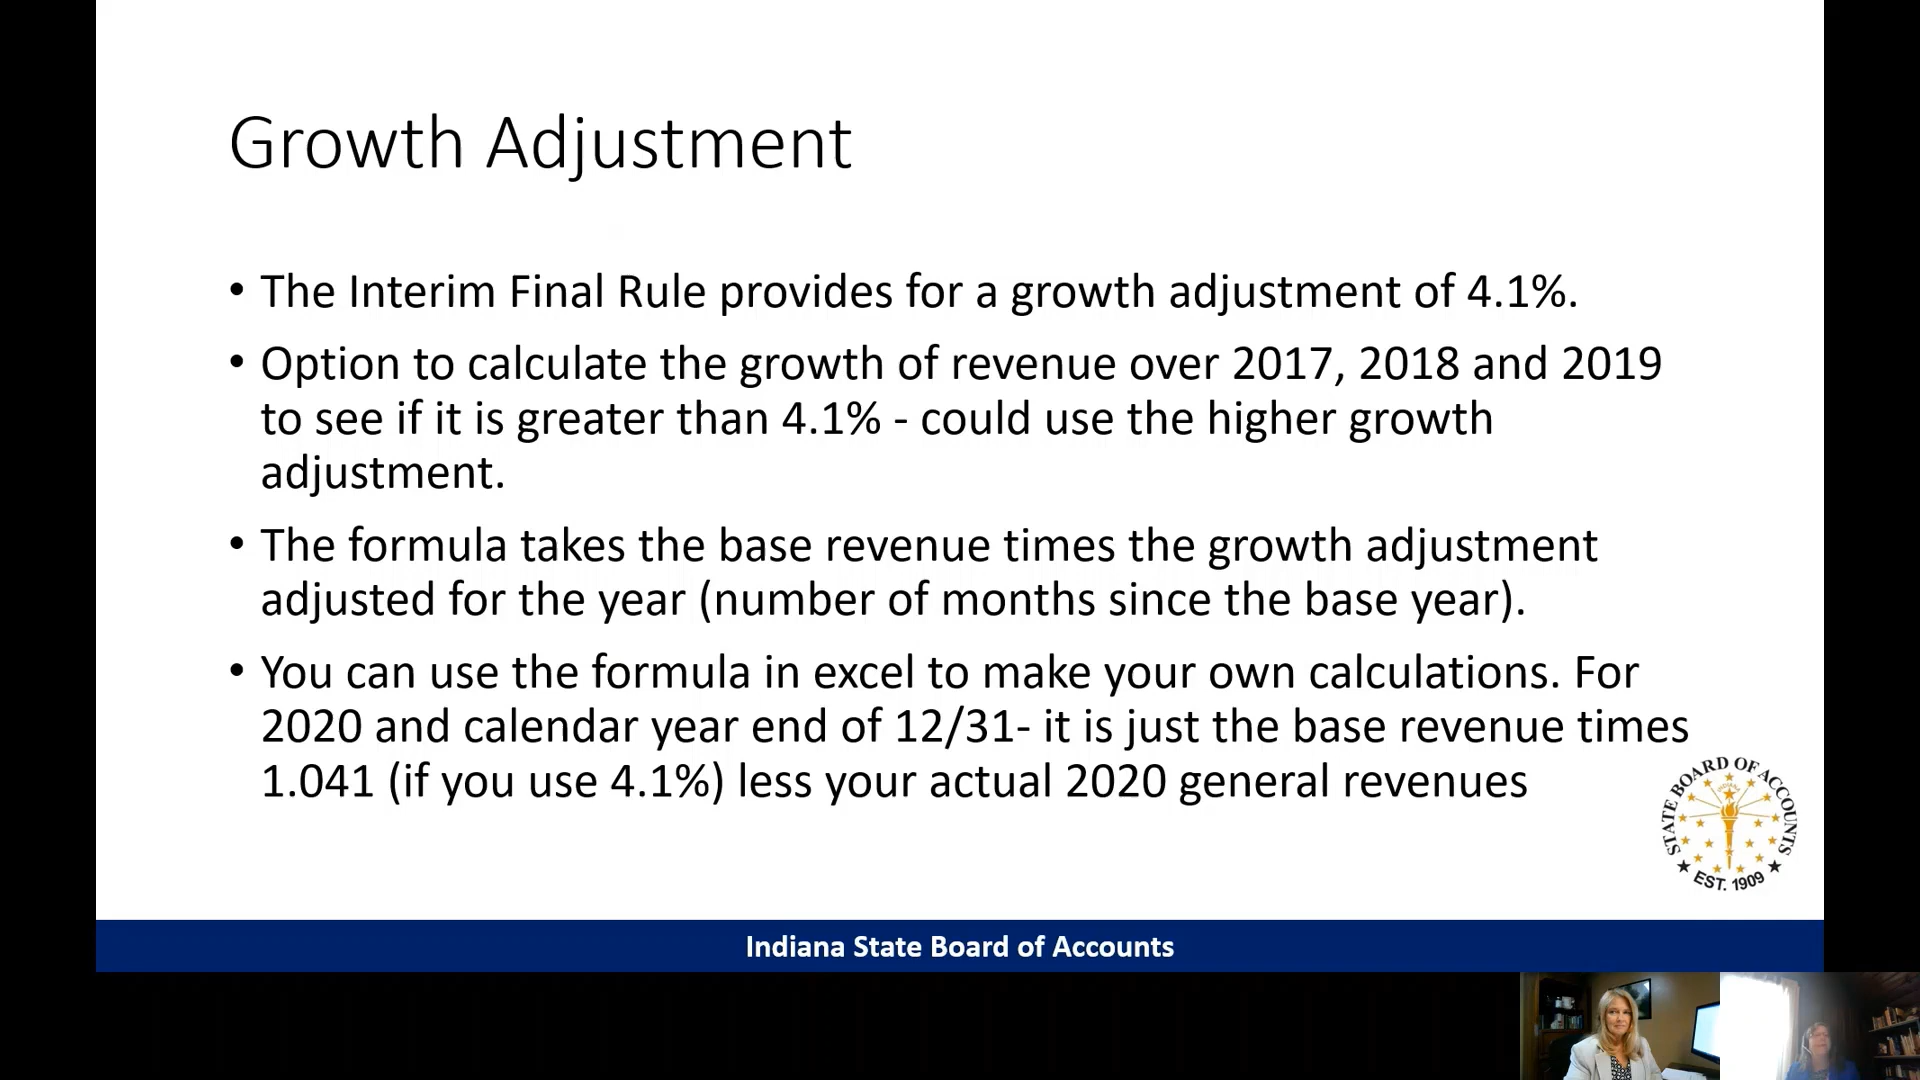 Growth Adjustment
• The Interim Final Rule provides for a growth adjustment of 4.1%.
• Option to calculate the growth of revenue over 2017, 2018 and 2019
to see if it is greater than 4.1% - could use the higher growth
adjustment.
• The formula takes the base revenue times the growth adjustment
adjusted for the year (number of months since the base year).
• You can use the formula in excel to make your own calculations. For
2020 and calendar year end of 12/31- it is just the base revenue times
1.041 (if you use 4.1%) less your actual 2020 general revenues
STATE BOARD OF ACCOUNTS
INDIANA
★ EST. 1909 ★
Indiana State Board of Accounts